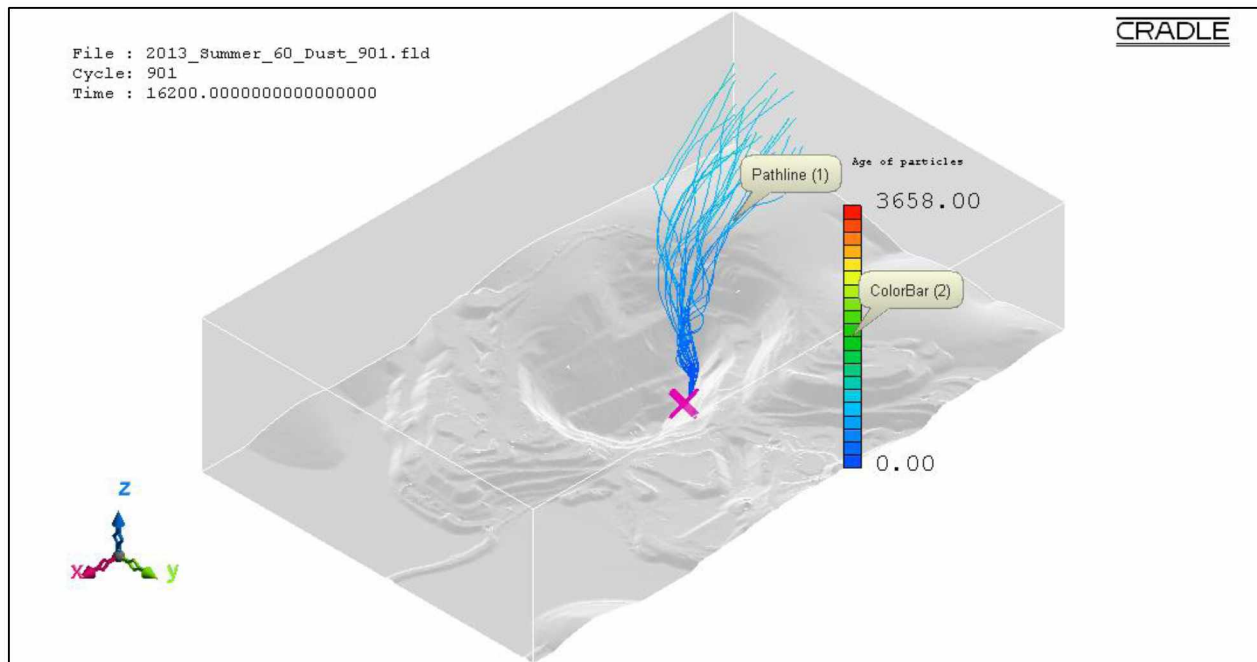 File : 2013_Summer_60_Dust_901.fld
Cycle: 901
Time : 16200.0000000000000000
CRADLE
Pathline (1)
Age of particles
3658.00
ColorBar (2)
0.00
z
x
y